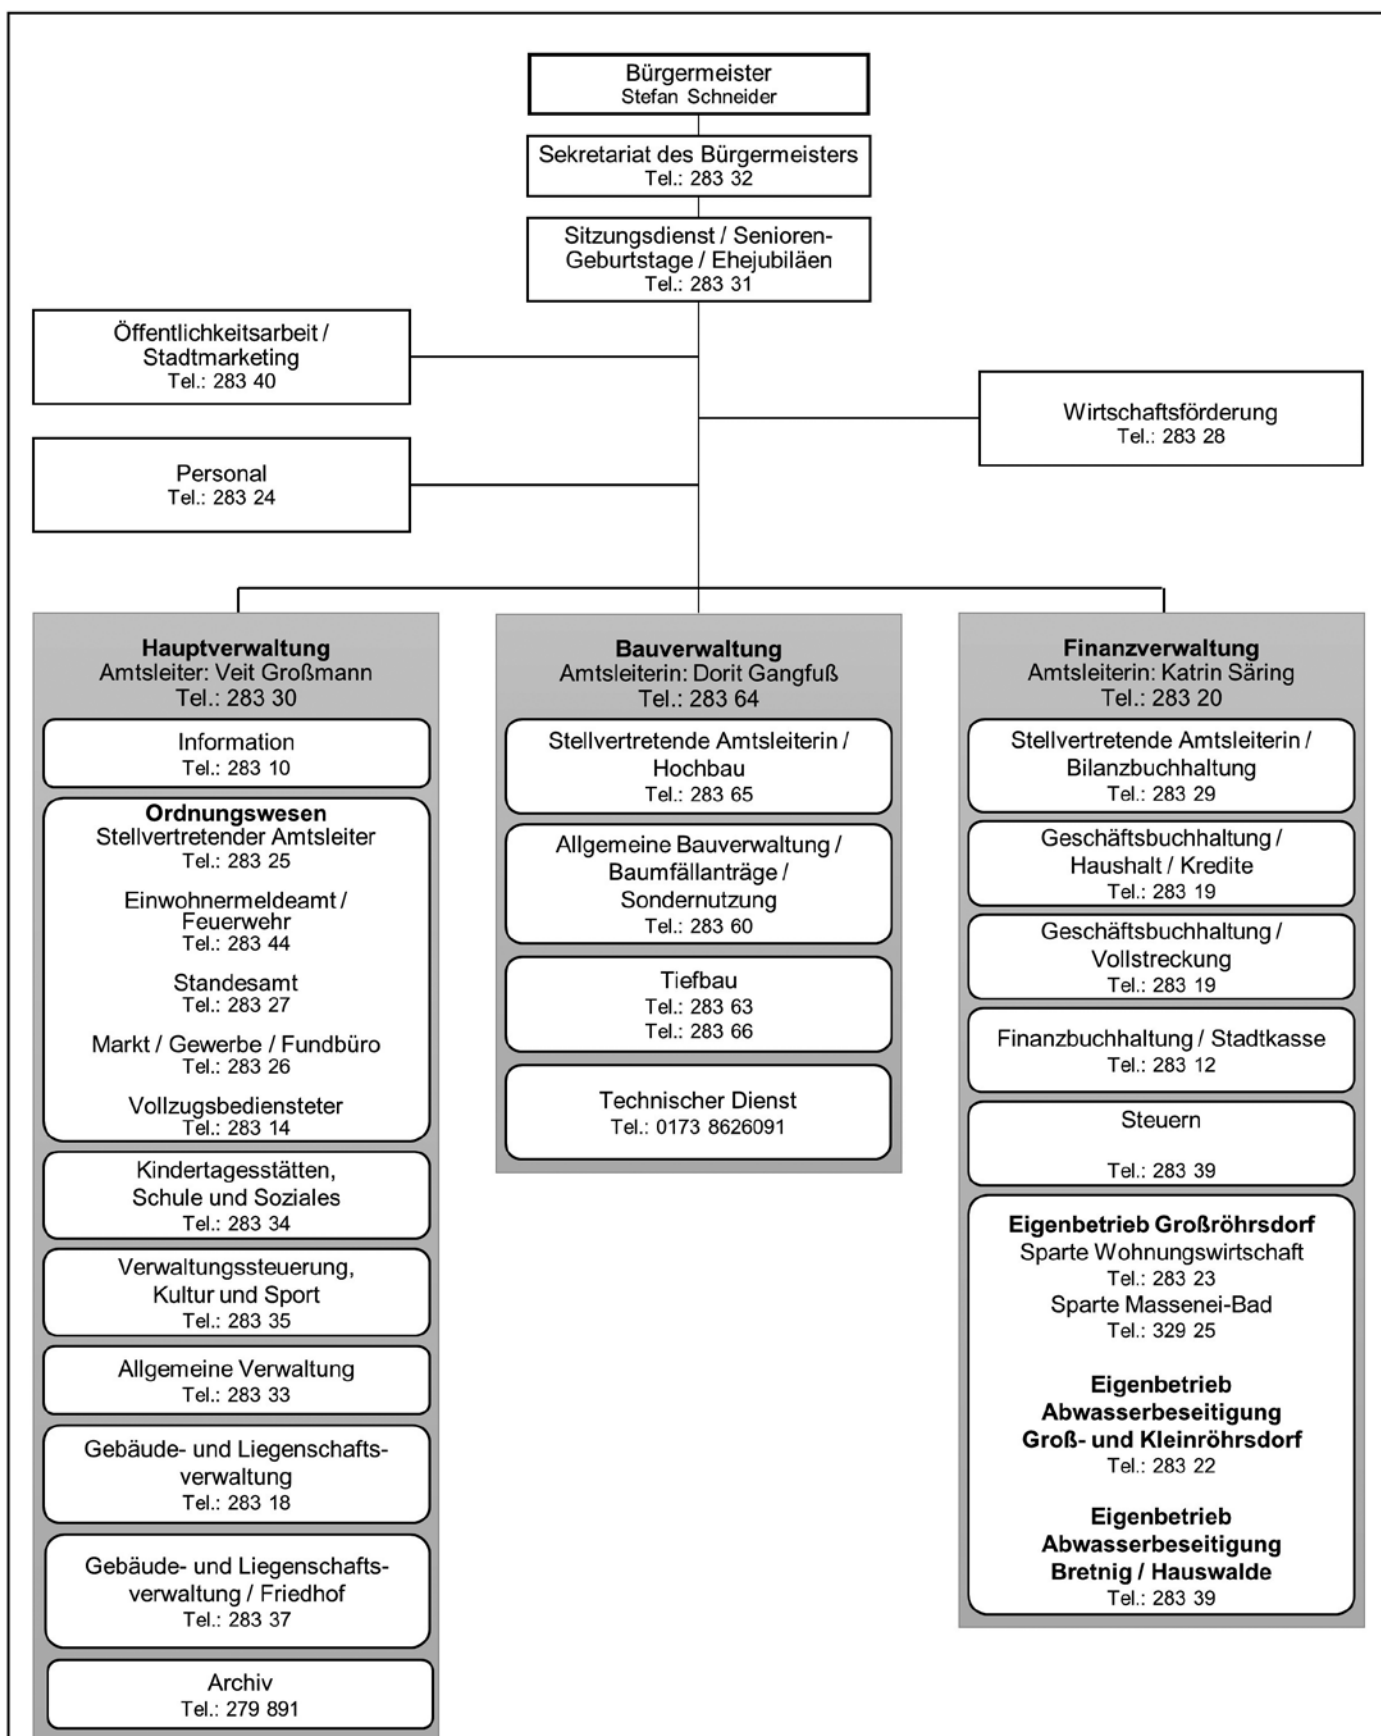 Bürgermeister
Stefan Schneider
Sekretariat des Bürgermeisters
Tel.: 283 32
Sitzungsdienst / Senioren-
Geburtstage / Ehejubiläen
Tel.: 283 31
Öffentlichkeitsarbeit /
Stadtmarketing
Tel.: 283 40
Wirtschaftsförderung
Tel.: 283 28
Personal
Tel.: 283 24
Hauptverwaltung
Amtsleiter: Veit Großmann
Tel.: 283 30
Information
Tel.: 283 10
Ordnungswesen
Stellvertretender Amtsleiter
Tel.: 283 25
Einwohnermeldeamt /
Feuerwehr
Tel.: 283 44
Standesamt
Tel.: 283 27
Markt / Gewerbe / Fundbüro
Tel.: 283 26
Vollzugsbediensteter
Tel.: 283 14
Kindertagesstätten,
Schule und Soziales
Tel.: 283 34
Verwaltungssteuerung,
Kultur und Sport
Tel.: 283 35
Allgemeine Verwaltung
Tel.: 283 33
Gebäude- und Liegenschafts-
verwaltung
Tel.: 283 18
Gebäude- und Liegenschafts-
verwaltung / Friedhof
Tel.: 283 37
Archiv
Tel.: 279 891
Bauverwaltung
Amtsleiterin: Dorit Gangfuß
Tel.: 283 64
Stellvertretende Amtsleiterin /
Hochbau
Tel.: 283 65
Allgemeine Bauverwaltung /
Baumfällanträge /
Sondernutzung
Tel.: 283 60
Tiefbau
Tel.: 283 63
Tel.: 283 66
Technischer Dienst
Tel.: 0173 8626091
Finanzverwaltung
Amtsleiterin: Katrin Säring
Tel.: 283 20
Stellvertretende Amtsleiterin /
Bilanzbuchhaltung
Tel.: 283 29
Geschäftsbuchhaltung /
Haushalt / Kredite
Tel.: 283 19
Geschäftsbuchhaltung /
Vollstreckung
Tel.: 283 19
Finanzbuchhaltung / Stadtkasse
Tel.: 283 12
Steuern
Tel.: 283 39
Eigenbetrieb Großröhrsdorf
Sparte Wohnungswirtschaft
Tel.: 283 23
Sparte Massenei-Bad
Tel.: 329 25
Eigenbetrieb
Abwasserbeseitigung
Groß- und Kleinröhrsdorf
Tel.: 283 22
Eigenbetrieb
Abwasserbeseitigung
Bretnig / Hauswalde
Tel.: 283 39